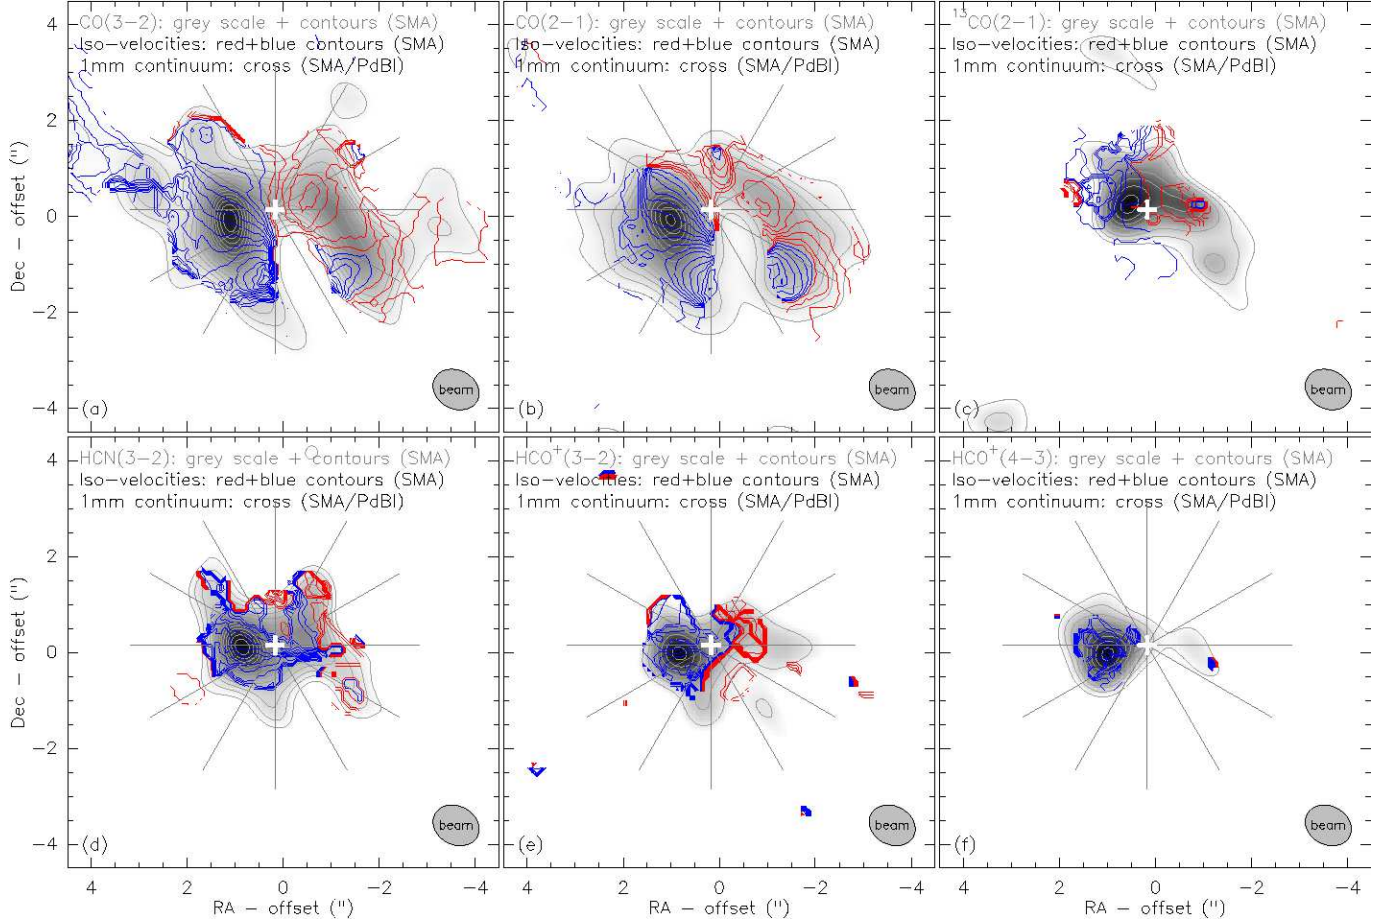 CO(3−2): grey scale + contours (SMA)
Iso−velocities: red+blue contours (SMA)
1mm continuum: cross (SMA/PdBI)
CO(2−1): grey scale + contours (SMA)
Iso−velocities: red+blue contours (SMA)
1mm continuum: cross (SMA/PdBI)
¹³CO(2−1): grey scale + contours (SMA)
Iso−velocities: red+blue contours (SMA)
1mm continuum: cross (SMA/PdBI)
4
2
0
−2
−4
Dec − offset (")
beam
beam
beam
(a)
(b)
(c)
HCN(3−2): grey scale + contours (SMA)
Iso−velocities: red+blue contours (SMA)
1mm continuum: cross (SMA/PdBI)
HCO⁺(3−2): grey scale + contours (SMA)
Iso−velocities: red+blue contours (SMA)
1mm continuum: cross (SMA/PdBI)
HCO⁺(4−3): grey scale + contours (SMA)
Iso−velocities: red+blue contours (SMA)
1mm continuum: cross (SMA/PdBI)
4
2
0
−2
−4
Dec − offset (")
beam
beam
beam
(d)
(e)
(f)
4 2 0 −2 −4
4 2 0 −2 −4
4 2 0 −2 −4
RA − offset (")
RA − offset (")
RA − offset (")